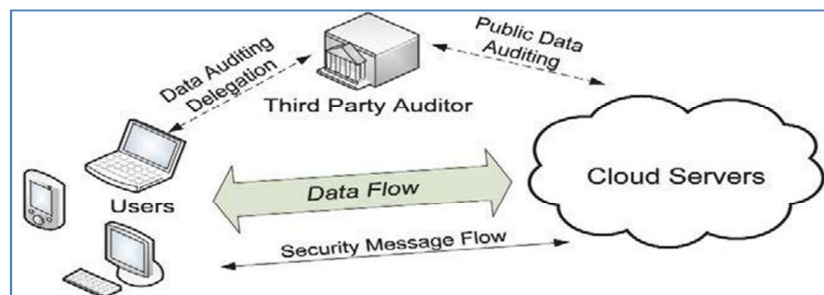 Public Data
Auditing
Data Auditing
Delegation
Third Party Auditor
Users
Data Flow
Cloud Servers
Security Message Flow